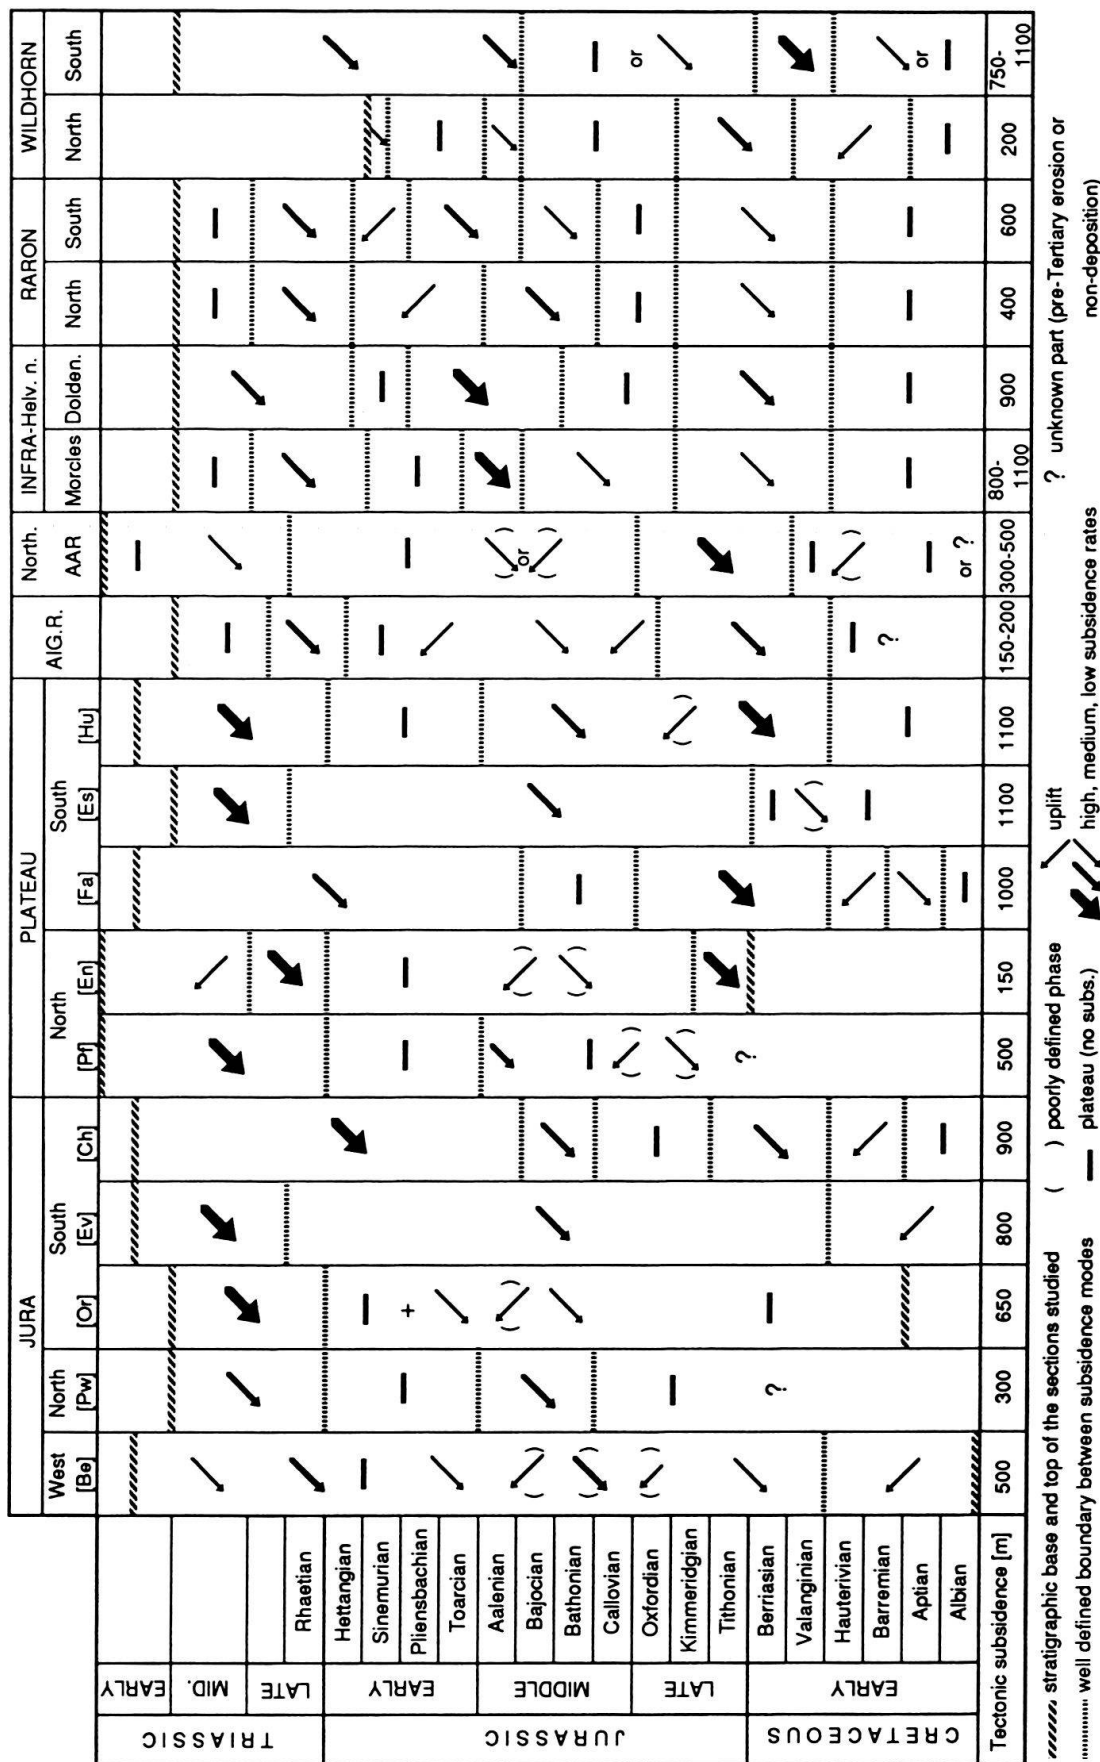 JURA PLATEAU AIG.R. North. INFRA-Helv. n. RARON WILDHORN
West North South North South AAR Morcles Dolden. North South North South
[Be] [Pw] [Or] [Ev] [Ch] [Pf] [En] [Fa] [Es] [Hu]
TRIASSIC
EARLY
MID.
LATE
Rhaetian
JURASSIC
EARLY
Hettangian
Sinemurian
Pliensbachian +
Toarcian
MIDDLE
Aalenian
Bajocian or
Bathonian
Callovian
LATE
Oxfordian or
Kimmeridgian
Tithonian ?
CRETACEOUS
EARLY
Berriasian ?
Valanginian
Hauterivian
Barremian ?
Aptian or
Albian or ?
Tectonic subsidence [m] 500 300 650 800 900 500 150 1000 1100 1100 150-200 300-500 800-1100 900 400 600 200 750-1100
stratigraphic base and top of the sections studied ( ) poorly defined phase uplift ? unknown part (pre-Tertiary erosion or
well defined boundary between subsidence modes plateau (no subs.) high, medium, low subsidence rates non-deposition)